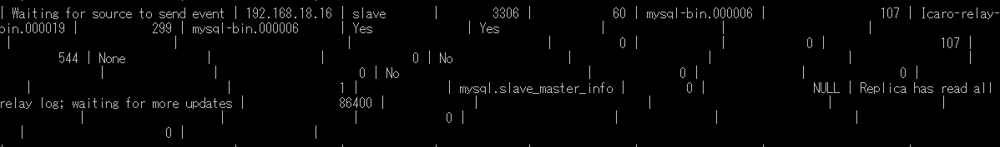 | Waiting for source to send event | 192.168.18.16 | slave | 3306 | 60 | mysql-bin.000006 | 107 | Icaro-relay-
bin.000019 | 299 | mysql-bin.000006 | Yes | Yes | | |
| | | | 0 | | 0 | 107 |
544 | None | | 0 | No | | | |
| | 0 | No | 0 | | 0 |
| | 1 | | mysql.slave_master_info | 0 | NULL | Replica has read all
relay log; waiting for more updates | 86400 | | | | |
| | | 0 | | | |
| 0 | |